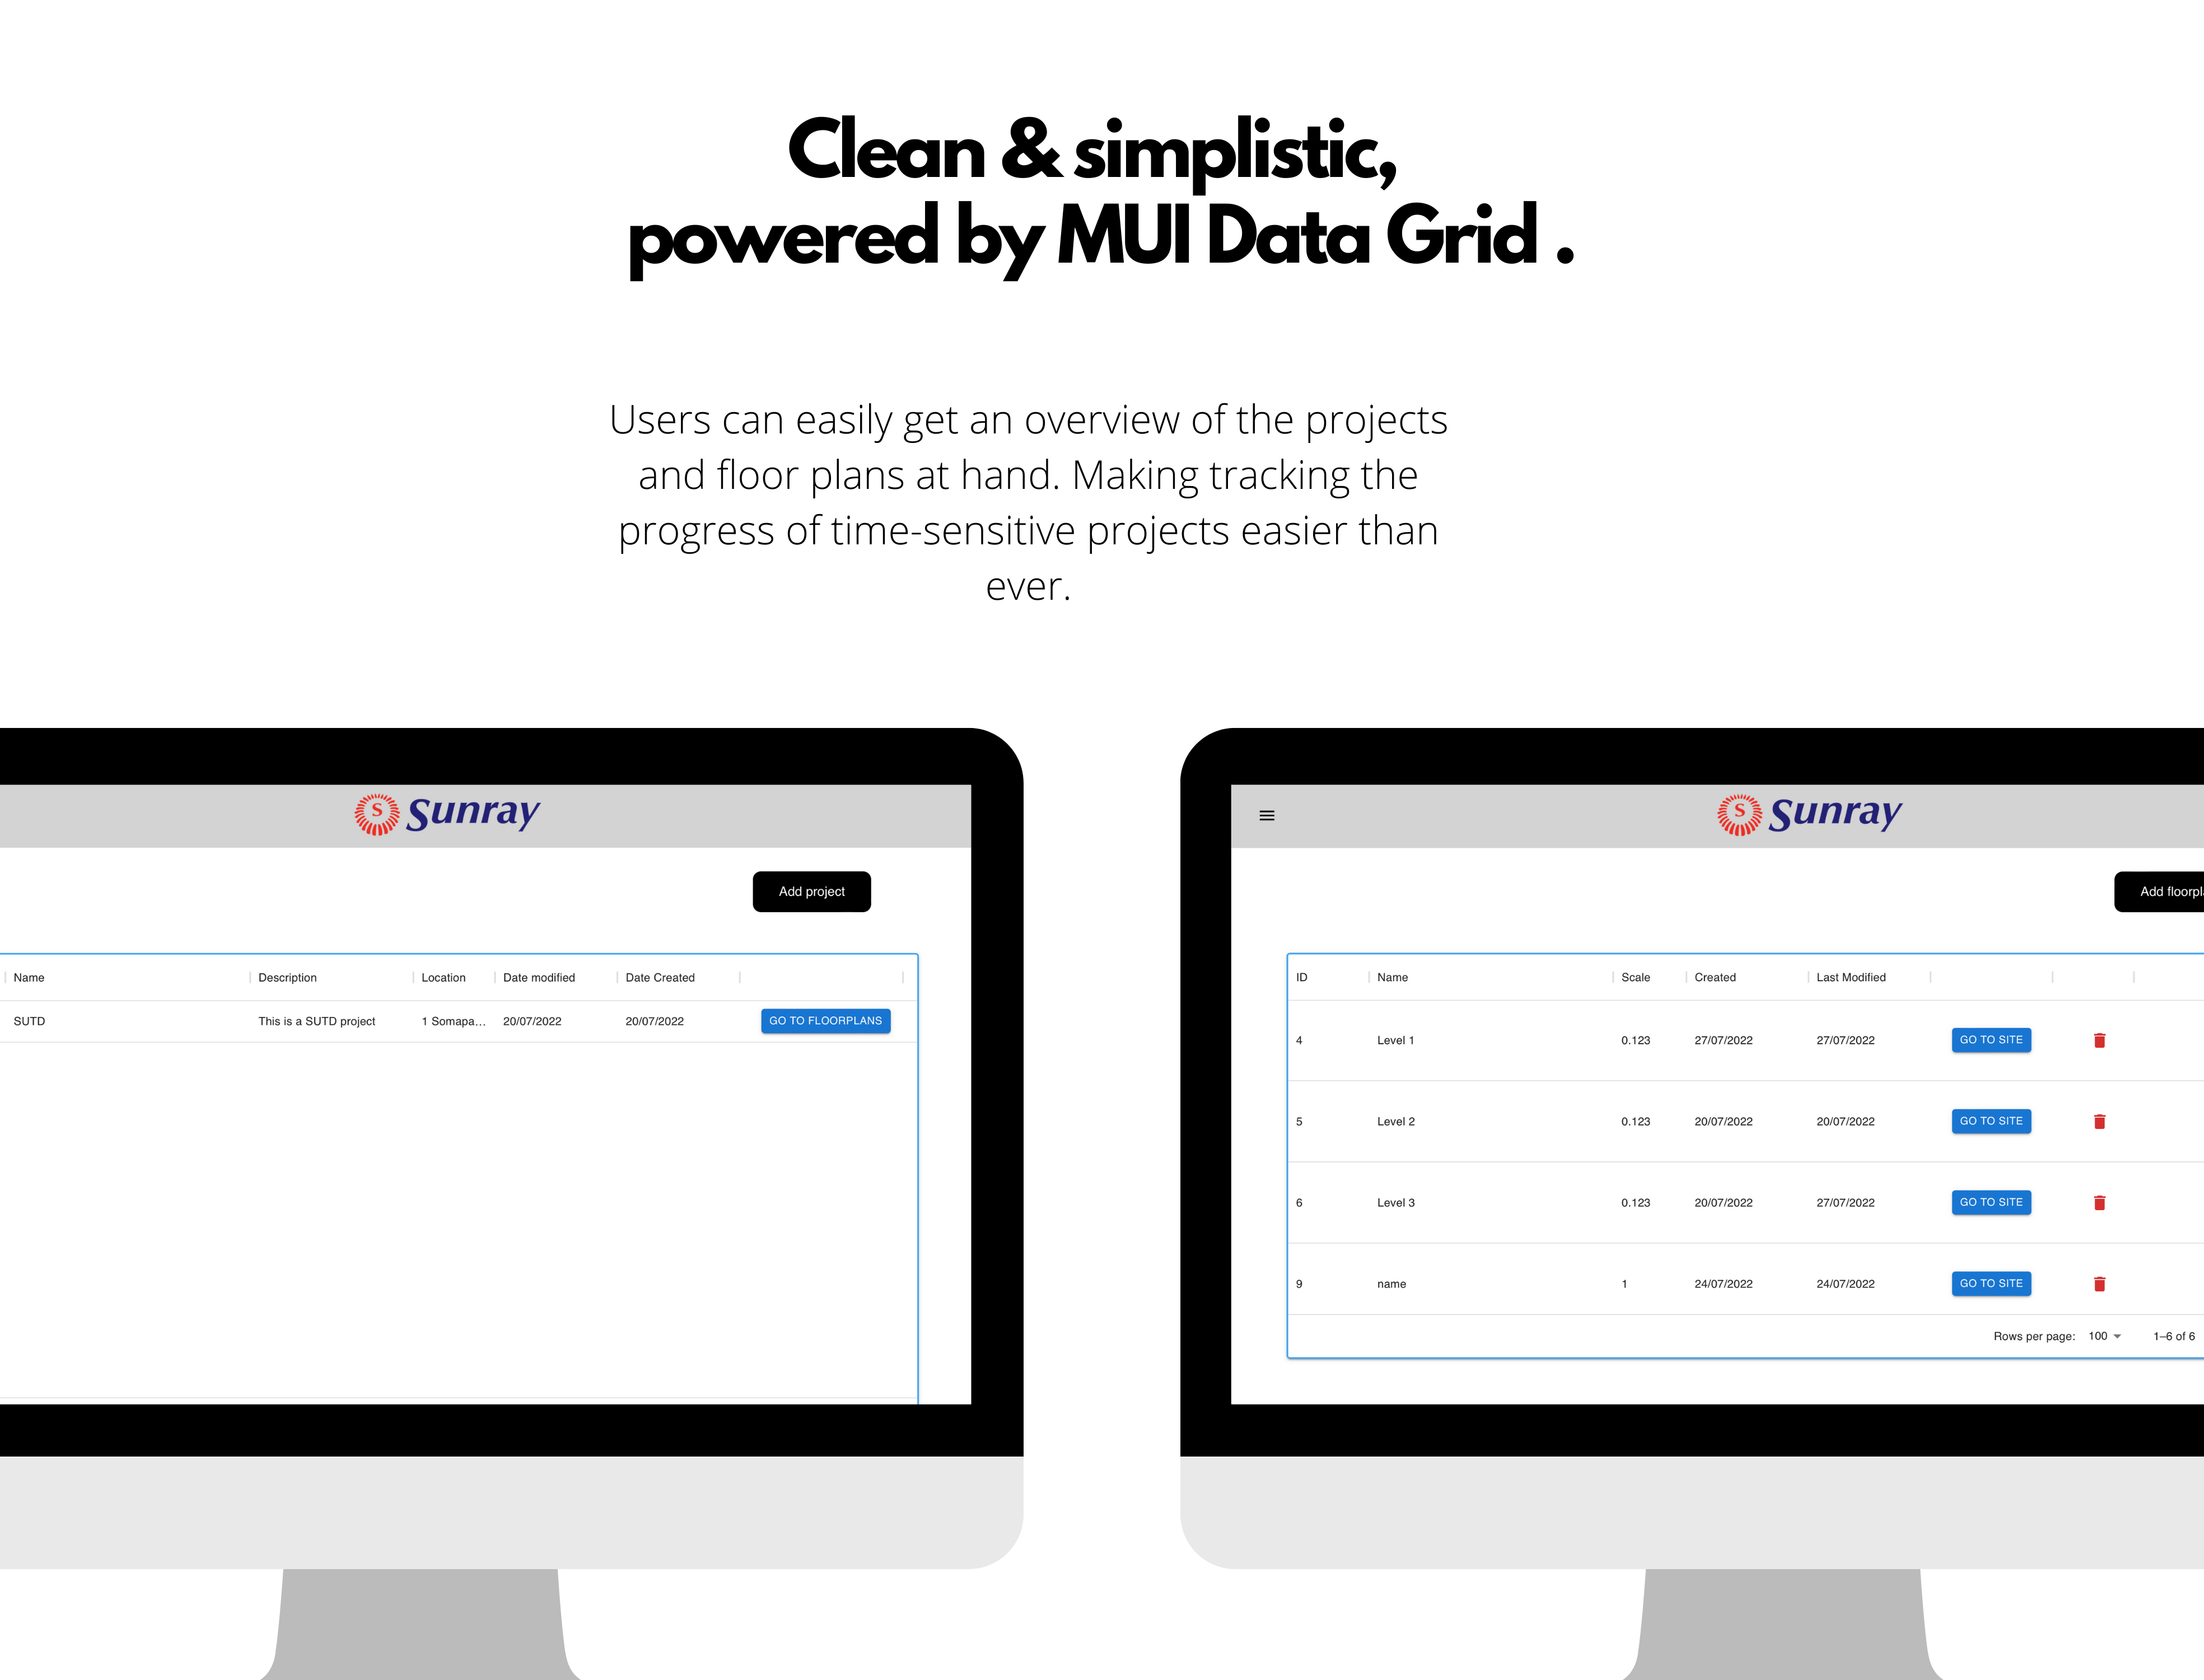 Clean & simplistic,
powered by MUI Data Grid .
Users can easily get an overview of the projects
and floor plans at hand. Making tracking the
progress of time-sensitive projects easier than
ever.
S Sunray
Add project
Name Description Location Date modified Date Created
SUTD This is a SUTD project 1 Somapa... 20/07/2022 20/07/2022 GO TO FLOORPLANS
S Sunray
Add floorpl
ID Name Scale Created Last Modified
4 Level 1 0.123 27/07/2022 27/07/2022 GO TO SITE
5 Level 2 0.123 20/07/2022 20/07/2022 GO TO SITE
6 Level 3 0.123 20/07/2022 27/07/2022 GO TO SITE
9 name 1 24/07/2022 24/07/2022 GO TO SITE
Rows per page: 100 1–6 of 6